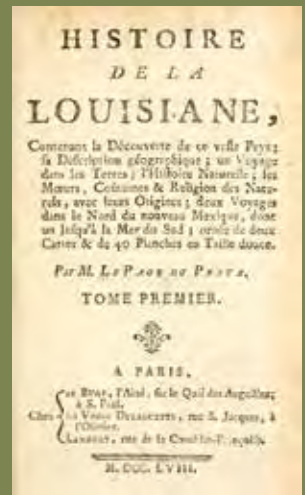 HISTOIRE
DE LA
LOUISIANE,
Contenant la Découverte de ce vaste Pays;
sa Description géographique; un Voyage
dans les Terres; l'Histoire Naturelle; les
Mœurs, Coûtumes & Religion des Natu-
rels, avec leurs Origines; deux Voyages
dans le Nord du nouveau Mexique, dont
un jusqu'à la Mer du Sud; ornée de deux
Cartes & de 40 Planches en Taille douce.
Par M. LE PAGE DU PRATZ.
TOME PREMIER.
A PARIS,
DE BURE, l'Aîné, sur le Quai des Augustins,
à S. Paul.
Chez LA VEUVE DELAGUETTE, rue S. Jacques, à
l'Olivier.
LAMBERT, rue de la Comédie Françoise.
M. DCC. LVIII.